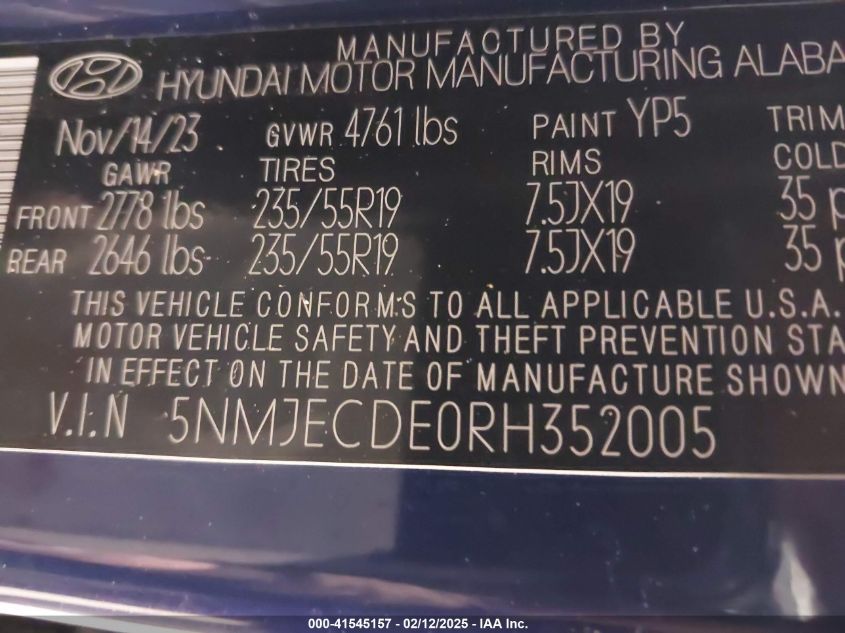 MANUFACTURED BY
HYUNDAI MOTOR MANUFACTURING ALABA
Nov/14/23 GVWR 4761 lbs PAINT YP5 TRIM
GAWR TIRES RIMS COLD
FRONT 2778 lbs 235/55R19 7.5JX19 35 p
REAR 2646 lbs 235/55R19 7.5JX19 35 p
THIS VEHICLE CONFORMS TO ALL APPLICABLE U.S.A.
MOTOR VEHICLE SAFETY AND THEFT PREVENTION STA
IN EFFECT ON THE DATE OF MANUFACTURE SHOWN
V.I.N 5NMJECDE0RH352005
000-41545157 - 02/12/2025 - IAA Inc.